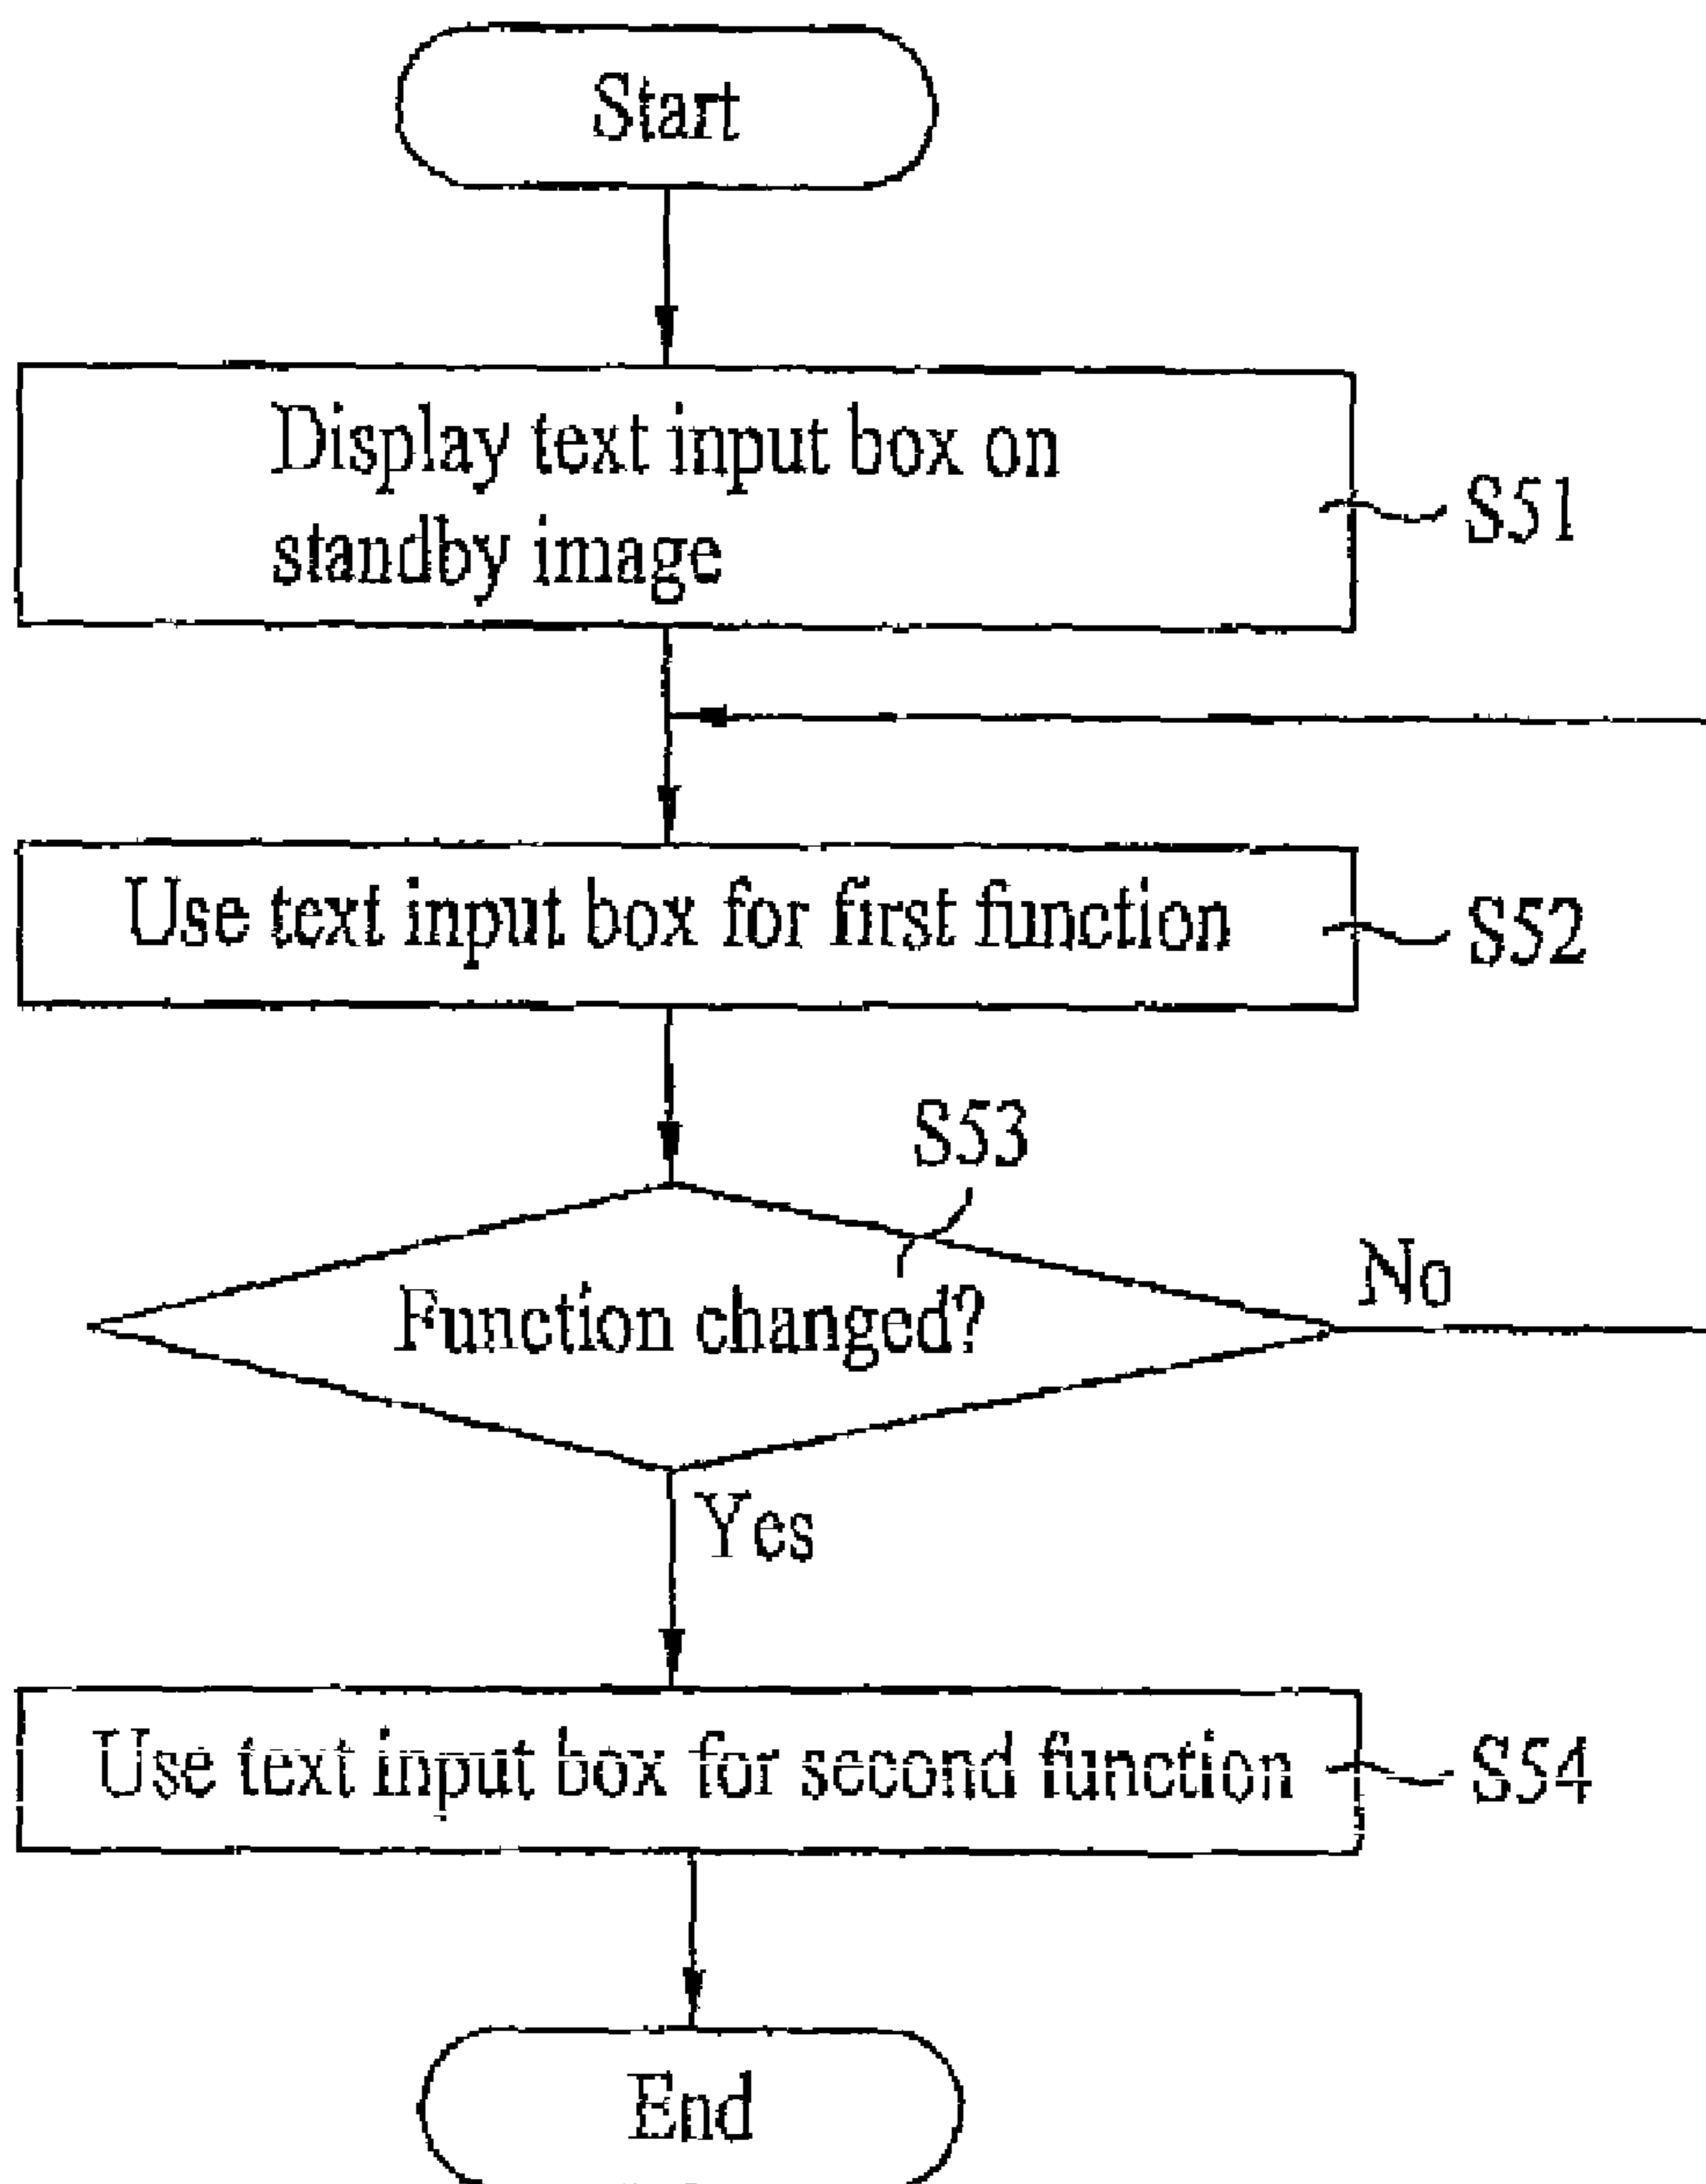 Start
Display text input box on
standby image
S51
Use text input box for first function
S52
S53
Function changed?
No
Yes
Use text input box for second function
S54
End